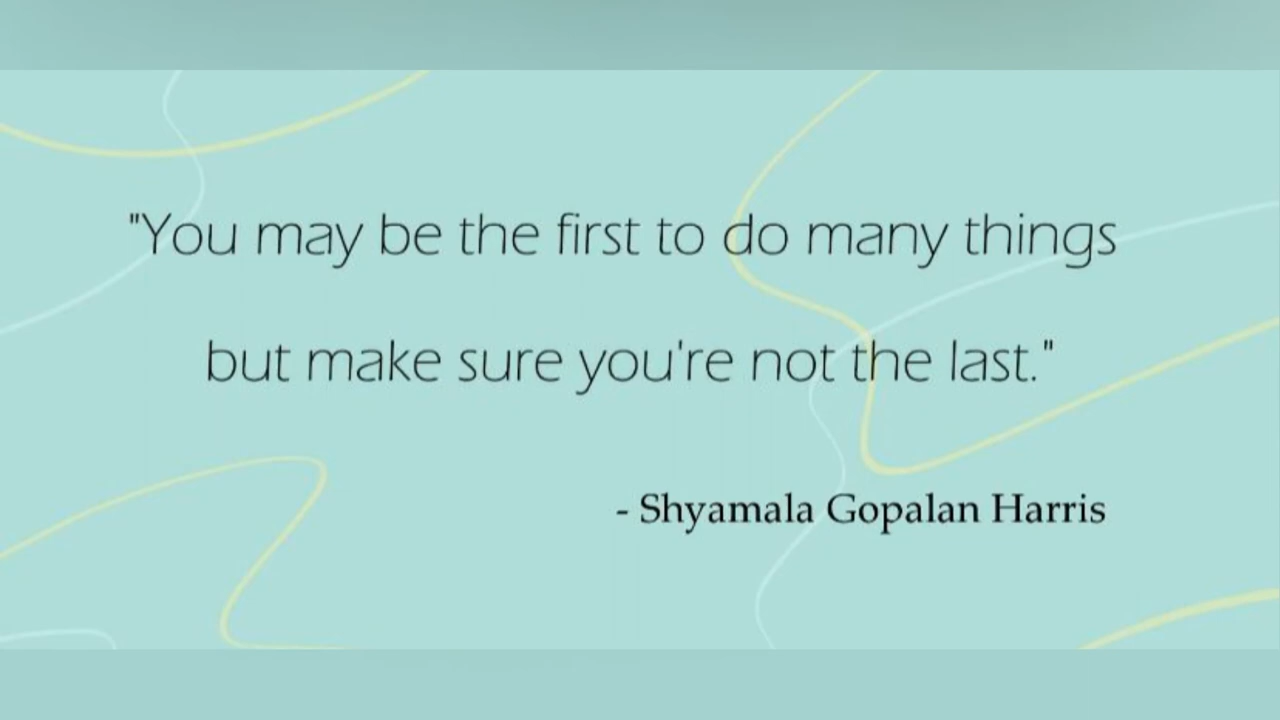 "You may be the first to do many things
but make sure you're not the last."
- Shyamala Gopalan Harris